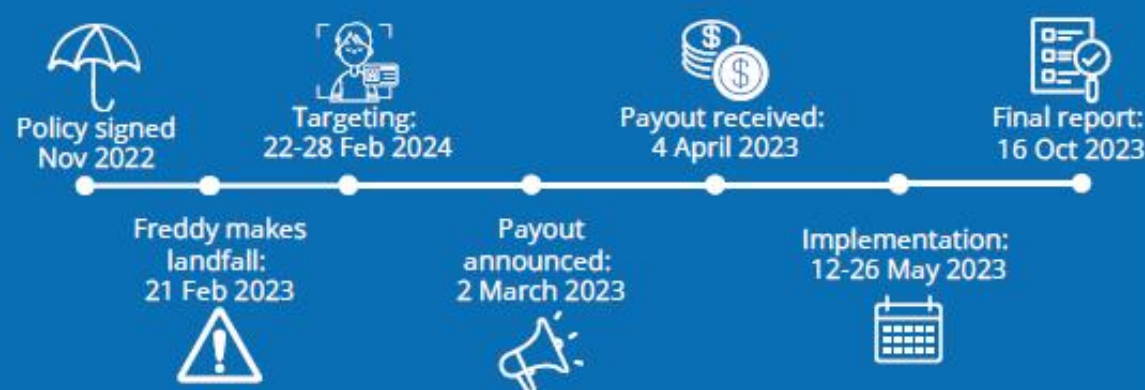 Policy signed
Nov 2022
Freddy makes
landfall:
21 Feb 2023
Targeting:
22-28 Feb 2024
Payout
announced:
2 March 2023
Payout received:
4 April 2023
Implementation:
12-26 May 2023
Final report:
16 Oct 2023